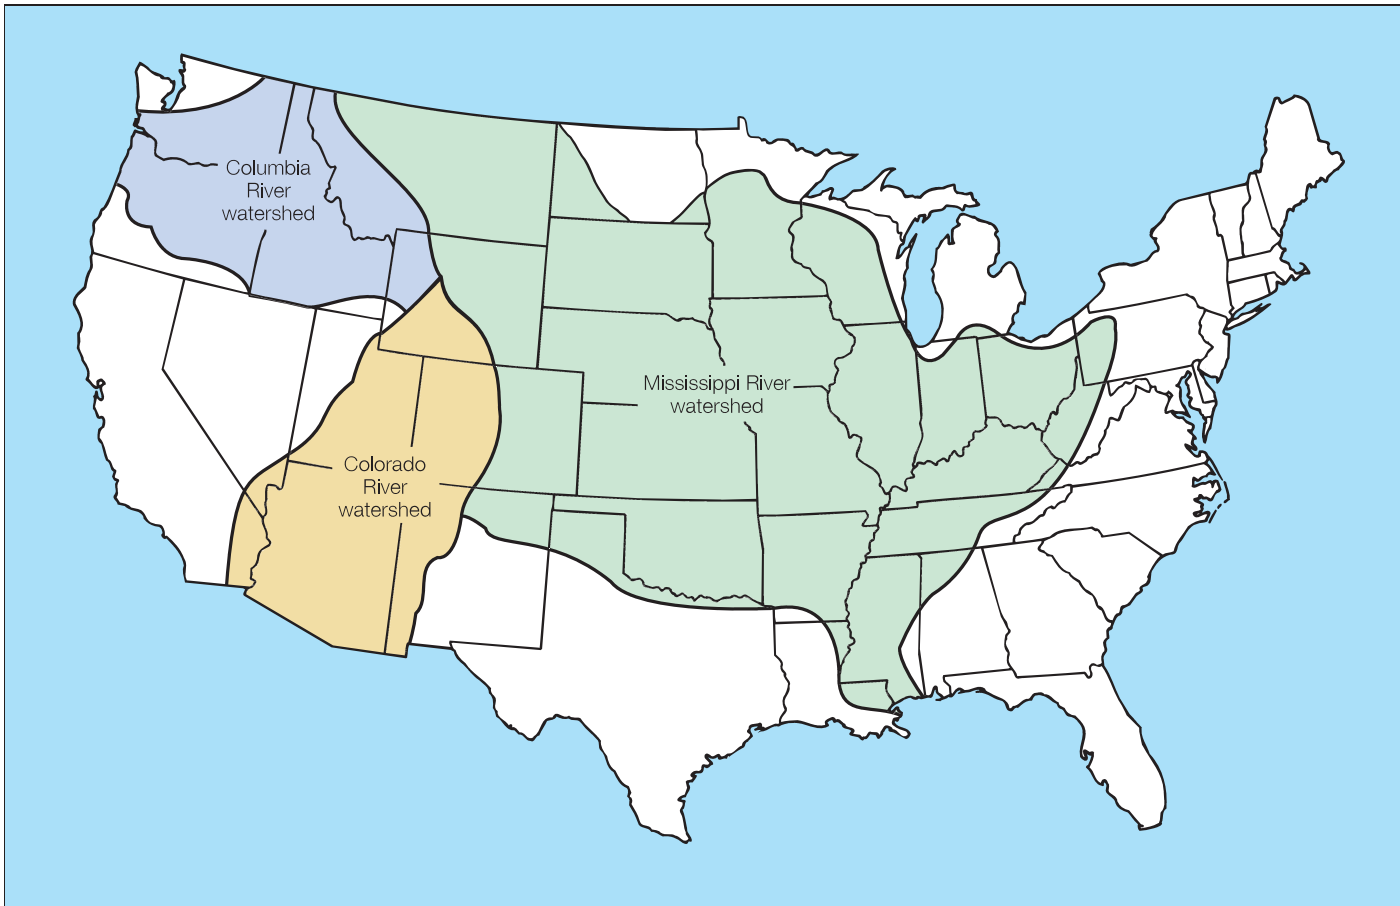 Columbia
River
watershed
Mississippi River
watershed
Colorado
River
watershed